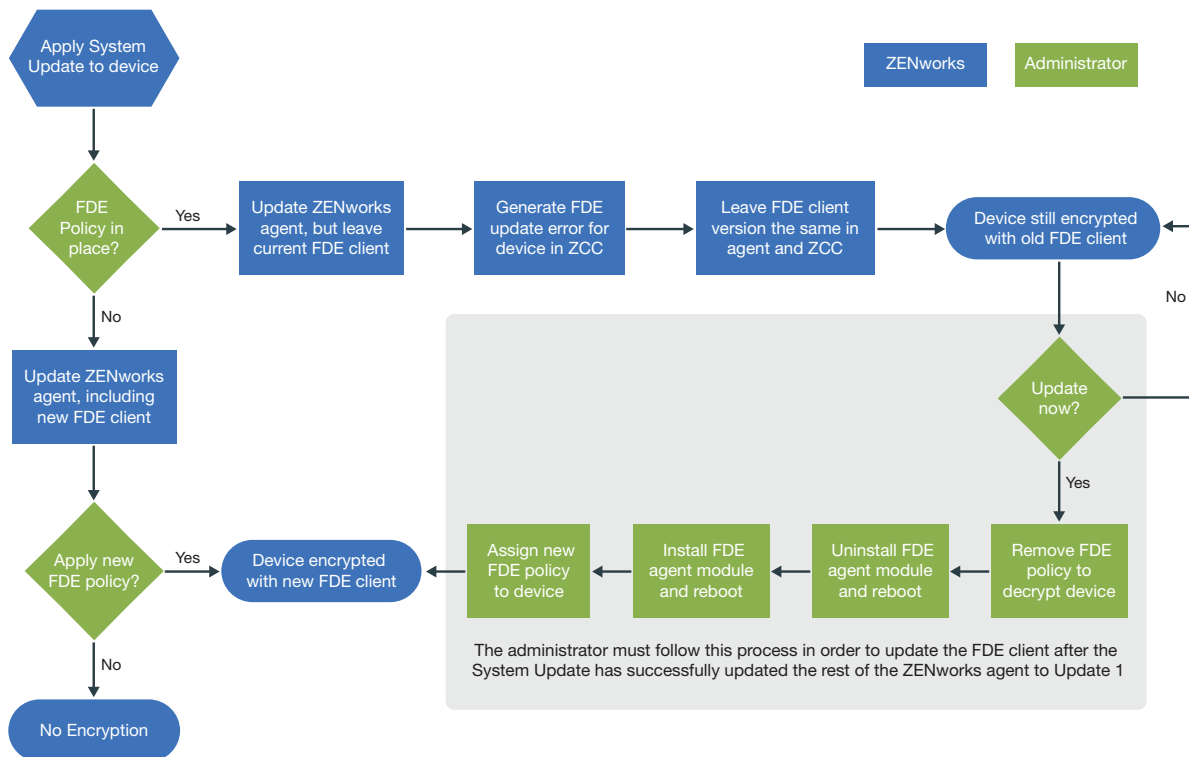 Apply System
Update to device
ZENworks
Administrator
FDE
Policy in
place?
Yes
Update ZENworks
agent, but leave
current FDE client
Generate FDE
update error for
device in ZCC
Leave FDE client
version the same in
agent and ZCC
Device still encrypted
with old FDE client
No
No
Update ZENworks
agent, including
new FDE client
Update
now?
Yes
Apply new
FDE policy?
Yes
Device encrypted
with new FDE client
Assign new
FDE policy
to device
Install FDE
agent module
and reboot
Uninstall FDE
agent module
and reboot
Remove FDE
policy to
decrypt device
The administrator must follow this process in order to update the FDE client after the
System Update has successfully updated the rest of the ZENworks agent to Update 1
No
No Encryption